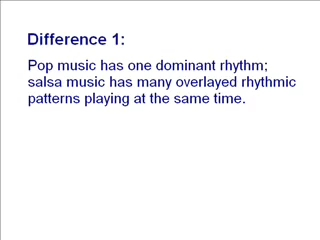 Difference 1:
Pop music has one dominant rhythm;
salsa music has many overlayed rhythmic
patterns playing at the same time.